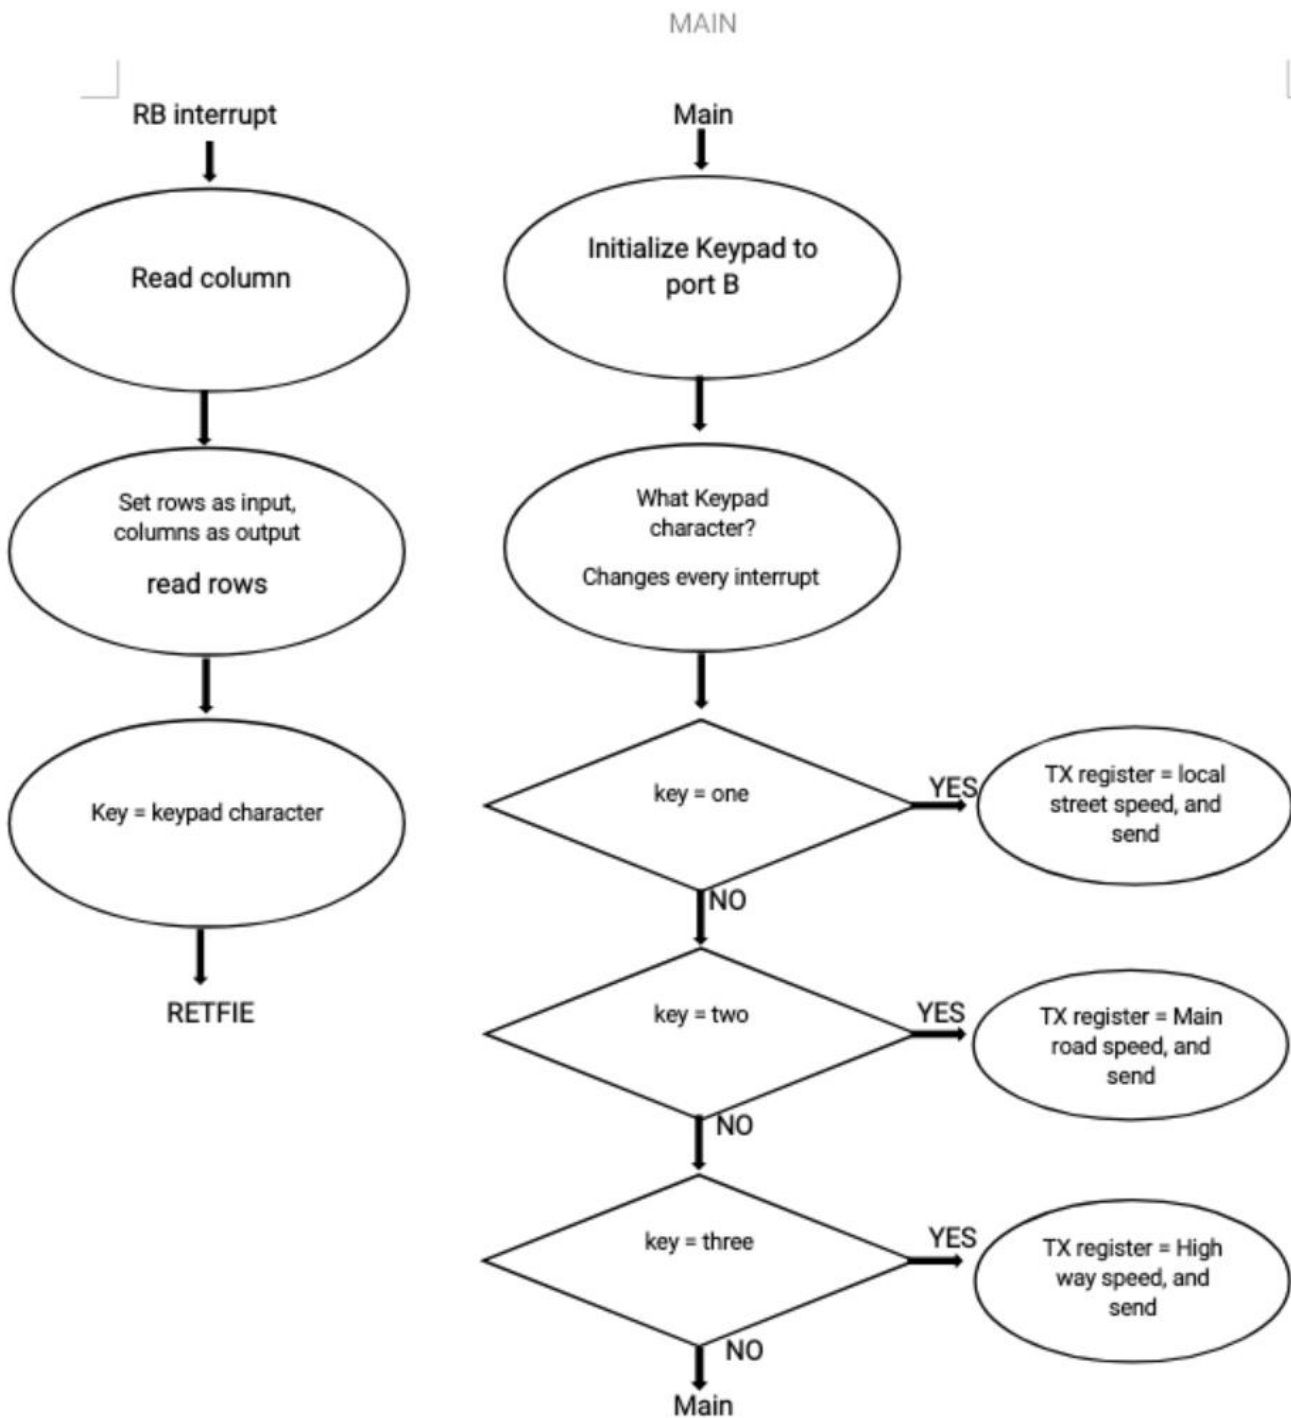 MAIN
RB interrupt
Read column
Set rows as input,
columns as output
read rows
Key = keypad character
RETFIE
Main
Initialize Keypad to
port B
What Keypad
character?
Changes every interrupt
key = one
YES
TX register = local
street speed, and
send
NO
key = two
YES
TX register = Main
road speed, and
send
NO
key = three
YES
TX register = High
way speed, and
send
NO
Main